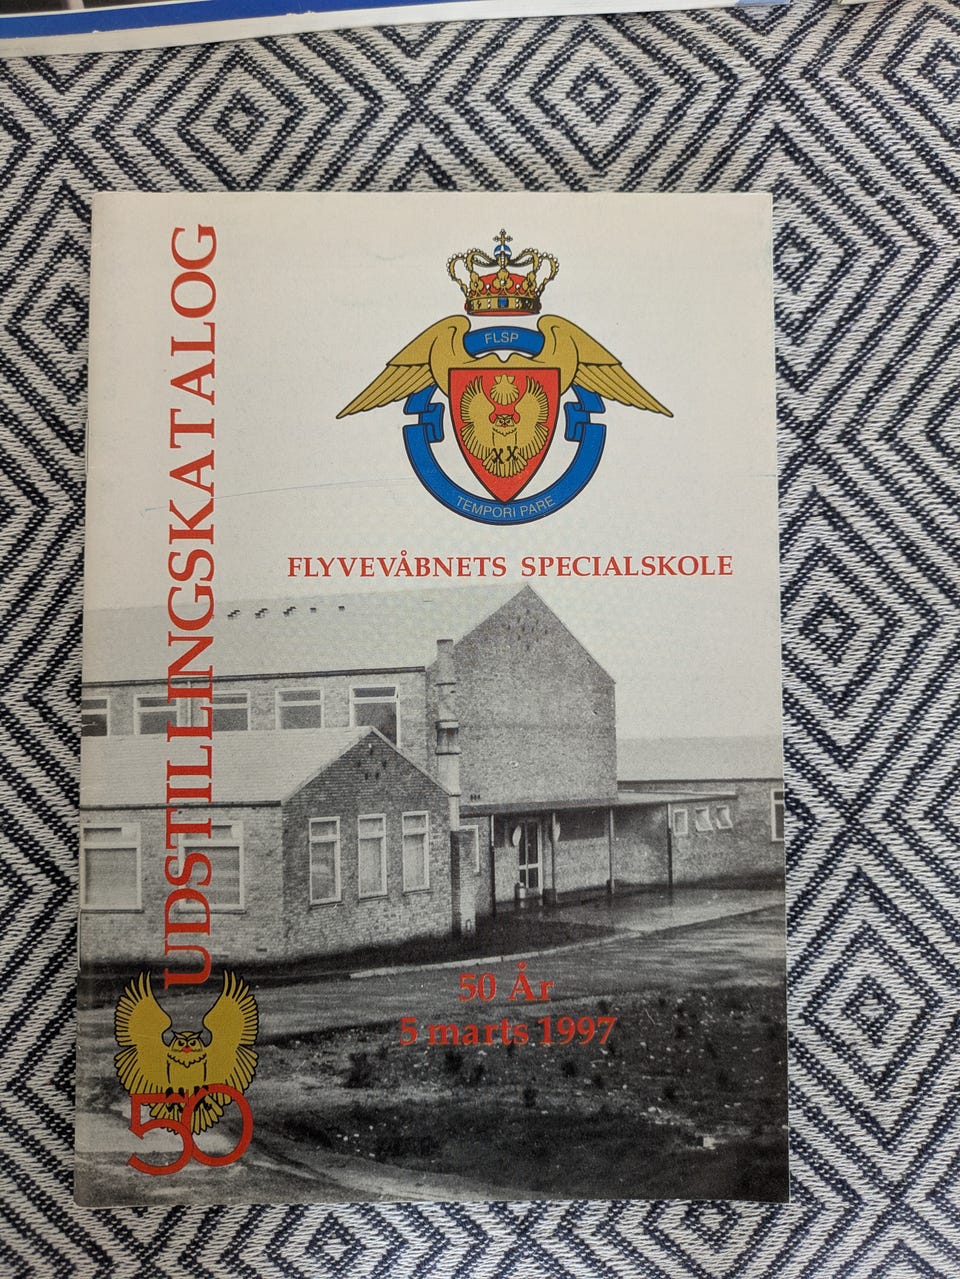 UDSTILLINGSKATALOG
FLSP
TEMPORI PARE
FLYVEVÅBNETS SPECIALSKOLE
50 År
5 marts 1997
50